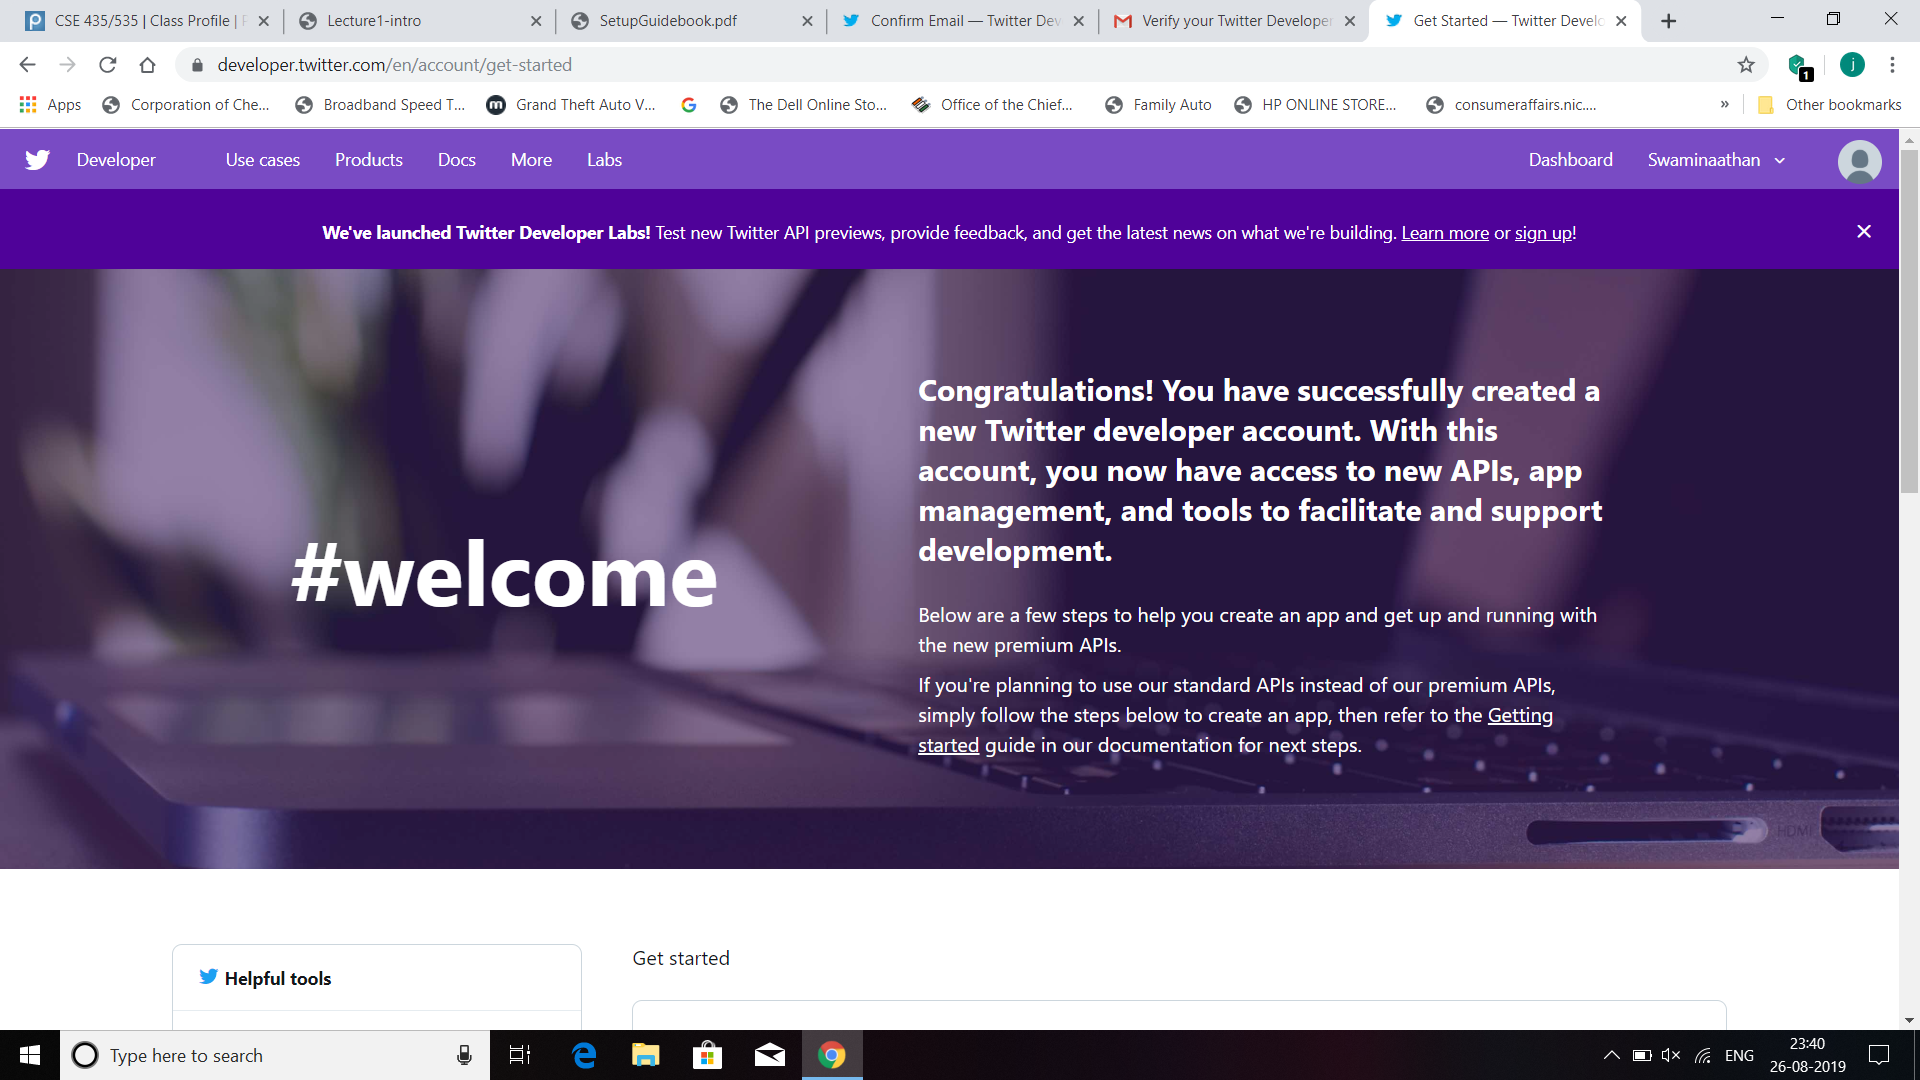 CSE 435/535 | Class Profile |
Lecture1-intro
SetupGuidebook.pdf
Confirm Email — Twitter Dev
Verify your Twitter Developer
Get Started — Twitter Develo
developer.twitter.com/en/account/get-started
1
j
Apps
Corporation of Che...
Broadband Speed T...
m
Grand Theft Auto V...
The Dell Online Sto...
Office of the Chief...
Family Auto
HP ONLINE STORE...
consumeraffairs.nic....
»
Other bookmarks
Developer
Use cases
Products
Docs
More
Labs
Dashboard
Swaminaathan
We've launched Twitter Developer Labs! Test new Twitter API previews, provide feedback, and get the latest news on what we're building. Learn more or sign up!
#welcome
Congratulations! You have successfully created a
new Twitter developer account. With this
account, you now have access to new APIs, app
management, and tools to facilitate and support
development.
Below are a few steps to help you create an app and get up and running with
the new premium APIs.
If you're planning to use our standard APIs instead of our premium APIs,
simply follow the steps below to create an app, then refer to the Getting
started guide in our documentation for next steps.
HDMI
Helpful tools
Get started
Type here to search
ENG
23:40
26-08-2019